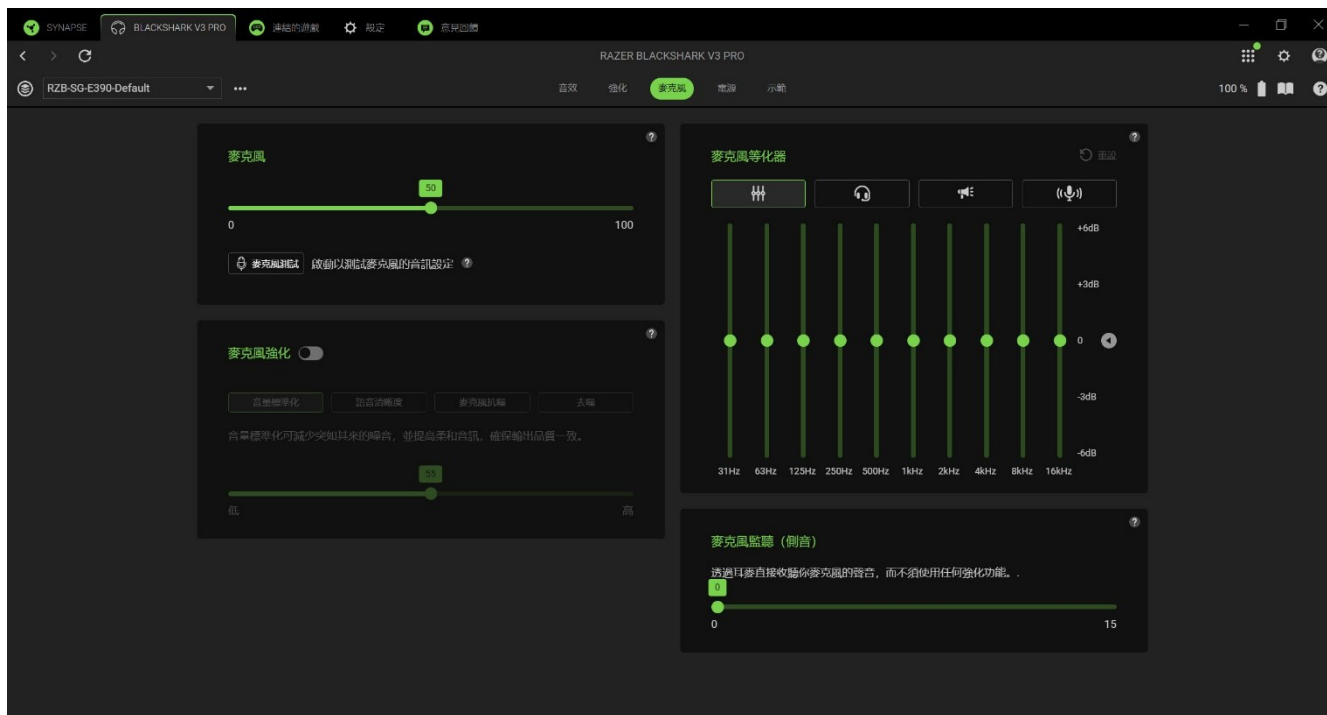 SYNAPSE BLACKSHARK V3 PRO 連結的遊戲 設定 意見回饋
RAZER BLACKSHARK V3 PRO
RZB-SG-E390-Default 音效 強化 麥克風 電源 示範 100 %
麥克風
50
0 100
麥克風測試 啟動以測試麥克風的音訊設定
麥克風強化
音量標準化 語音清晰度 麥克風抗噪 去噪
音量標準化可減少突如其來的噪音，並提高柔和音訊，確保輸出品質一致。
55
低 高
麥克風等化器 重設
+6dB
+3dB
0
-3dB
-6dB
31Hz 63Hz 125Hz 250Hz 500Hz 1kHz 2kHz 4kHz 8kHz 16kHz
麥克風監聽（側音）
透過耳麥直接收聽你麥克風的聲音，而不須使用任何強化功能。.
0
0 15